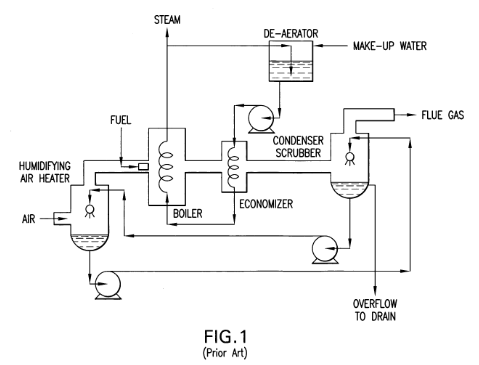 STEAM
DE-AERATOR
MAKE-UP WATER
FUEL
FLUE GAS
CONDENSER
SCRUBBER
HUMIDIFYING
AIR HEATER
BOILER
ECONOMIZER
AIR
OVERFLOW
TO DRAIN
FIG.1
(Prior Art)